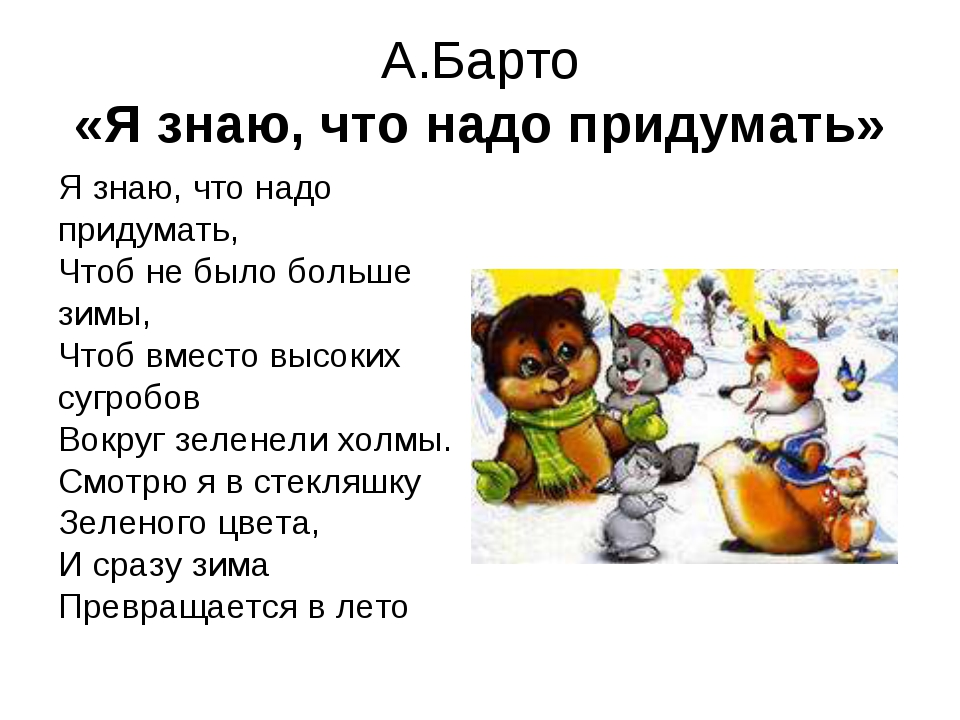 А.Барто
«Я знаю, что надо придумать»
Я знаю, что надо
придумать,
Чтоб не было больше
зимы,
Чтоб вместо высоких
сугробов
Вокруг зеленели холмы.
Смотрю я в стекляшку
Зеленого цвета,
И сразу зима
Превращается в лето